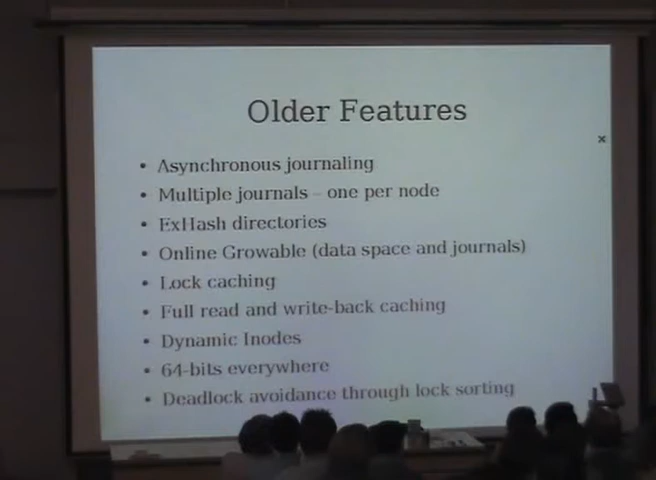 Older Features
• Asynchronous journaling
• Multiple journals – one per node
• ExHash directories
• Online Growable (data space and journals)
• Lock caching
• Full read and write-back caching
• Dynamic Inodes
• 64-bits everywhere
• Deadlock avoidance through lock sorting